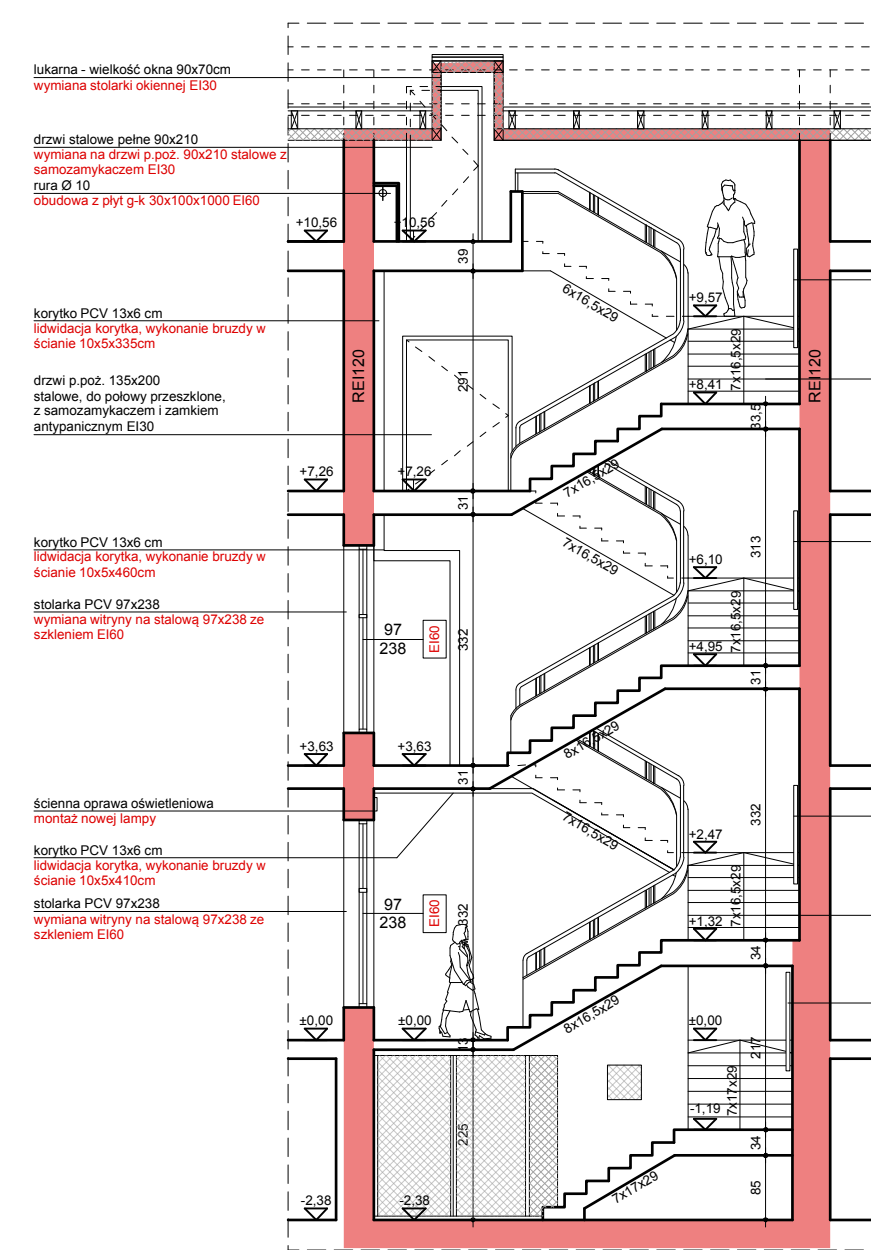 lukarna - wielkość okna 90x70cm
wymiana stolarki okiennej EI30
drzwi stalowe pełne 90x210
wymiana na drzwi p.poż. 90x210 stalowe z
samozamykaczem EI30
rura Ø 10
obudowa z płyt g-k 30x100x1000 EI60
+10,56
+10,56
39
6x16,5x29
+9,57
7x16,5x29
korytko PCV 13x6 cm
lidwidacja korytka, wykonanie bruzdy w
ścianie 10x5x335cm
REI120
REI120
291
+8,41
33,5
drzwi p.poż. 135x200
stalowe, do połowy przeszklone,
z samozamykaczem i zamkiem
antypanicznym EI30
+7,26
+7,26
7x16,5x29
31
korytko PCV 13x6 cm
lidwidacja korytka, wykonanie bruzdy w
ścianie 10x5x460cm
7x16,5x29
313
+6,10
7x16,5x29
stolarka PCV 97x238
wymiana witryny na stalową 97x238 ze
szkleniem EI60
97
238
EI60
332
+4,95
31
+3,63
+3,63
8x16,5x29
31
ścienna oprawa oświetleniowa
montaż nowej lampy
7x16,5x29
332
+2,47
korytko PCV 13x6 cm
lidwidacja korytka, wykonanie bruzdy w
ścianie 10x5x410cm
7x16,5x29
stolarka PCV 97x238
wymiana witryny na stalową 97x238 ze
szkleniem EI60
97
238
EI60
332
+1,32
34
±0,00
±0,00
8x16,5x29
±0,00
13
217
7x17x29
-1,19
225
34
7x17x29
85
-2,38
-2,38